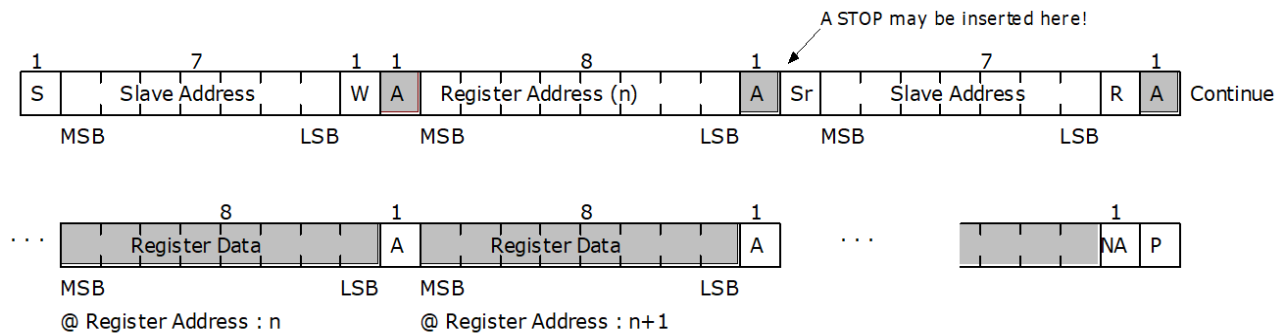 A STOP may be inserted here!
1 7 1 1 8 1 7 1
S Slave Address W A Register Address (n) A Sr Slave Address R A Continue
MSB LSB MSB LSB MSB LSB
8 1 8 1 1
. . . Register Data A Register Data A . . . NA P
MSB LSB MSB LSB
@ Register Address : n @ Register Address : n+1